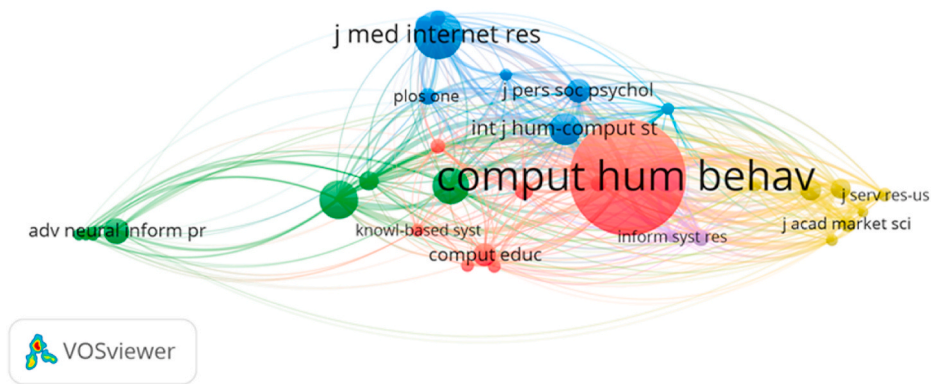 j med internet res
plos one
j pers soc psychol
int j hum-comput st
comput hum behav
j serv res-us
j acad market sci
adv neural inform pr
knowl-based syst
inform syst res
comput educ
VOSviewer